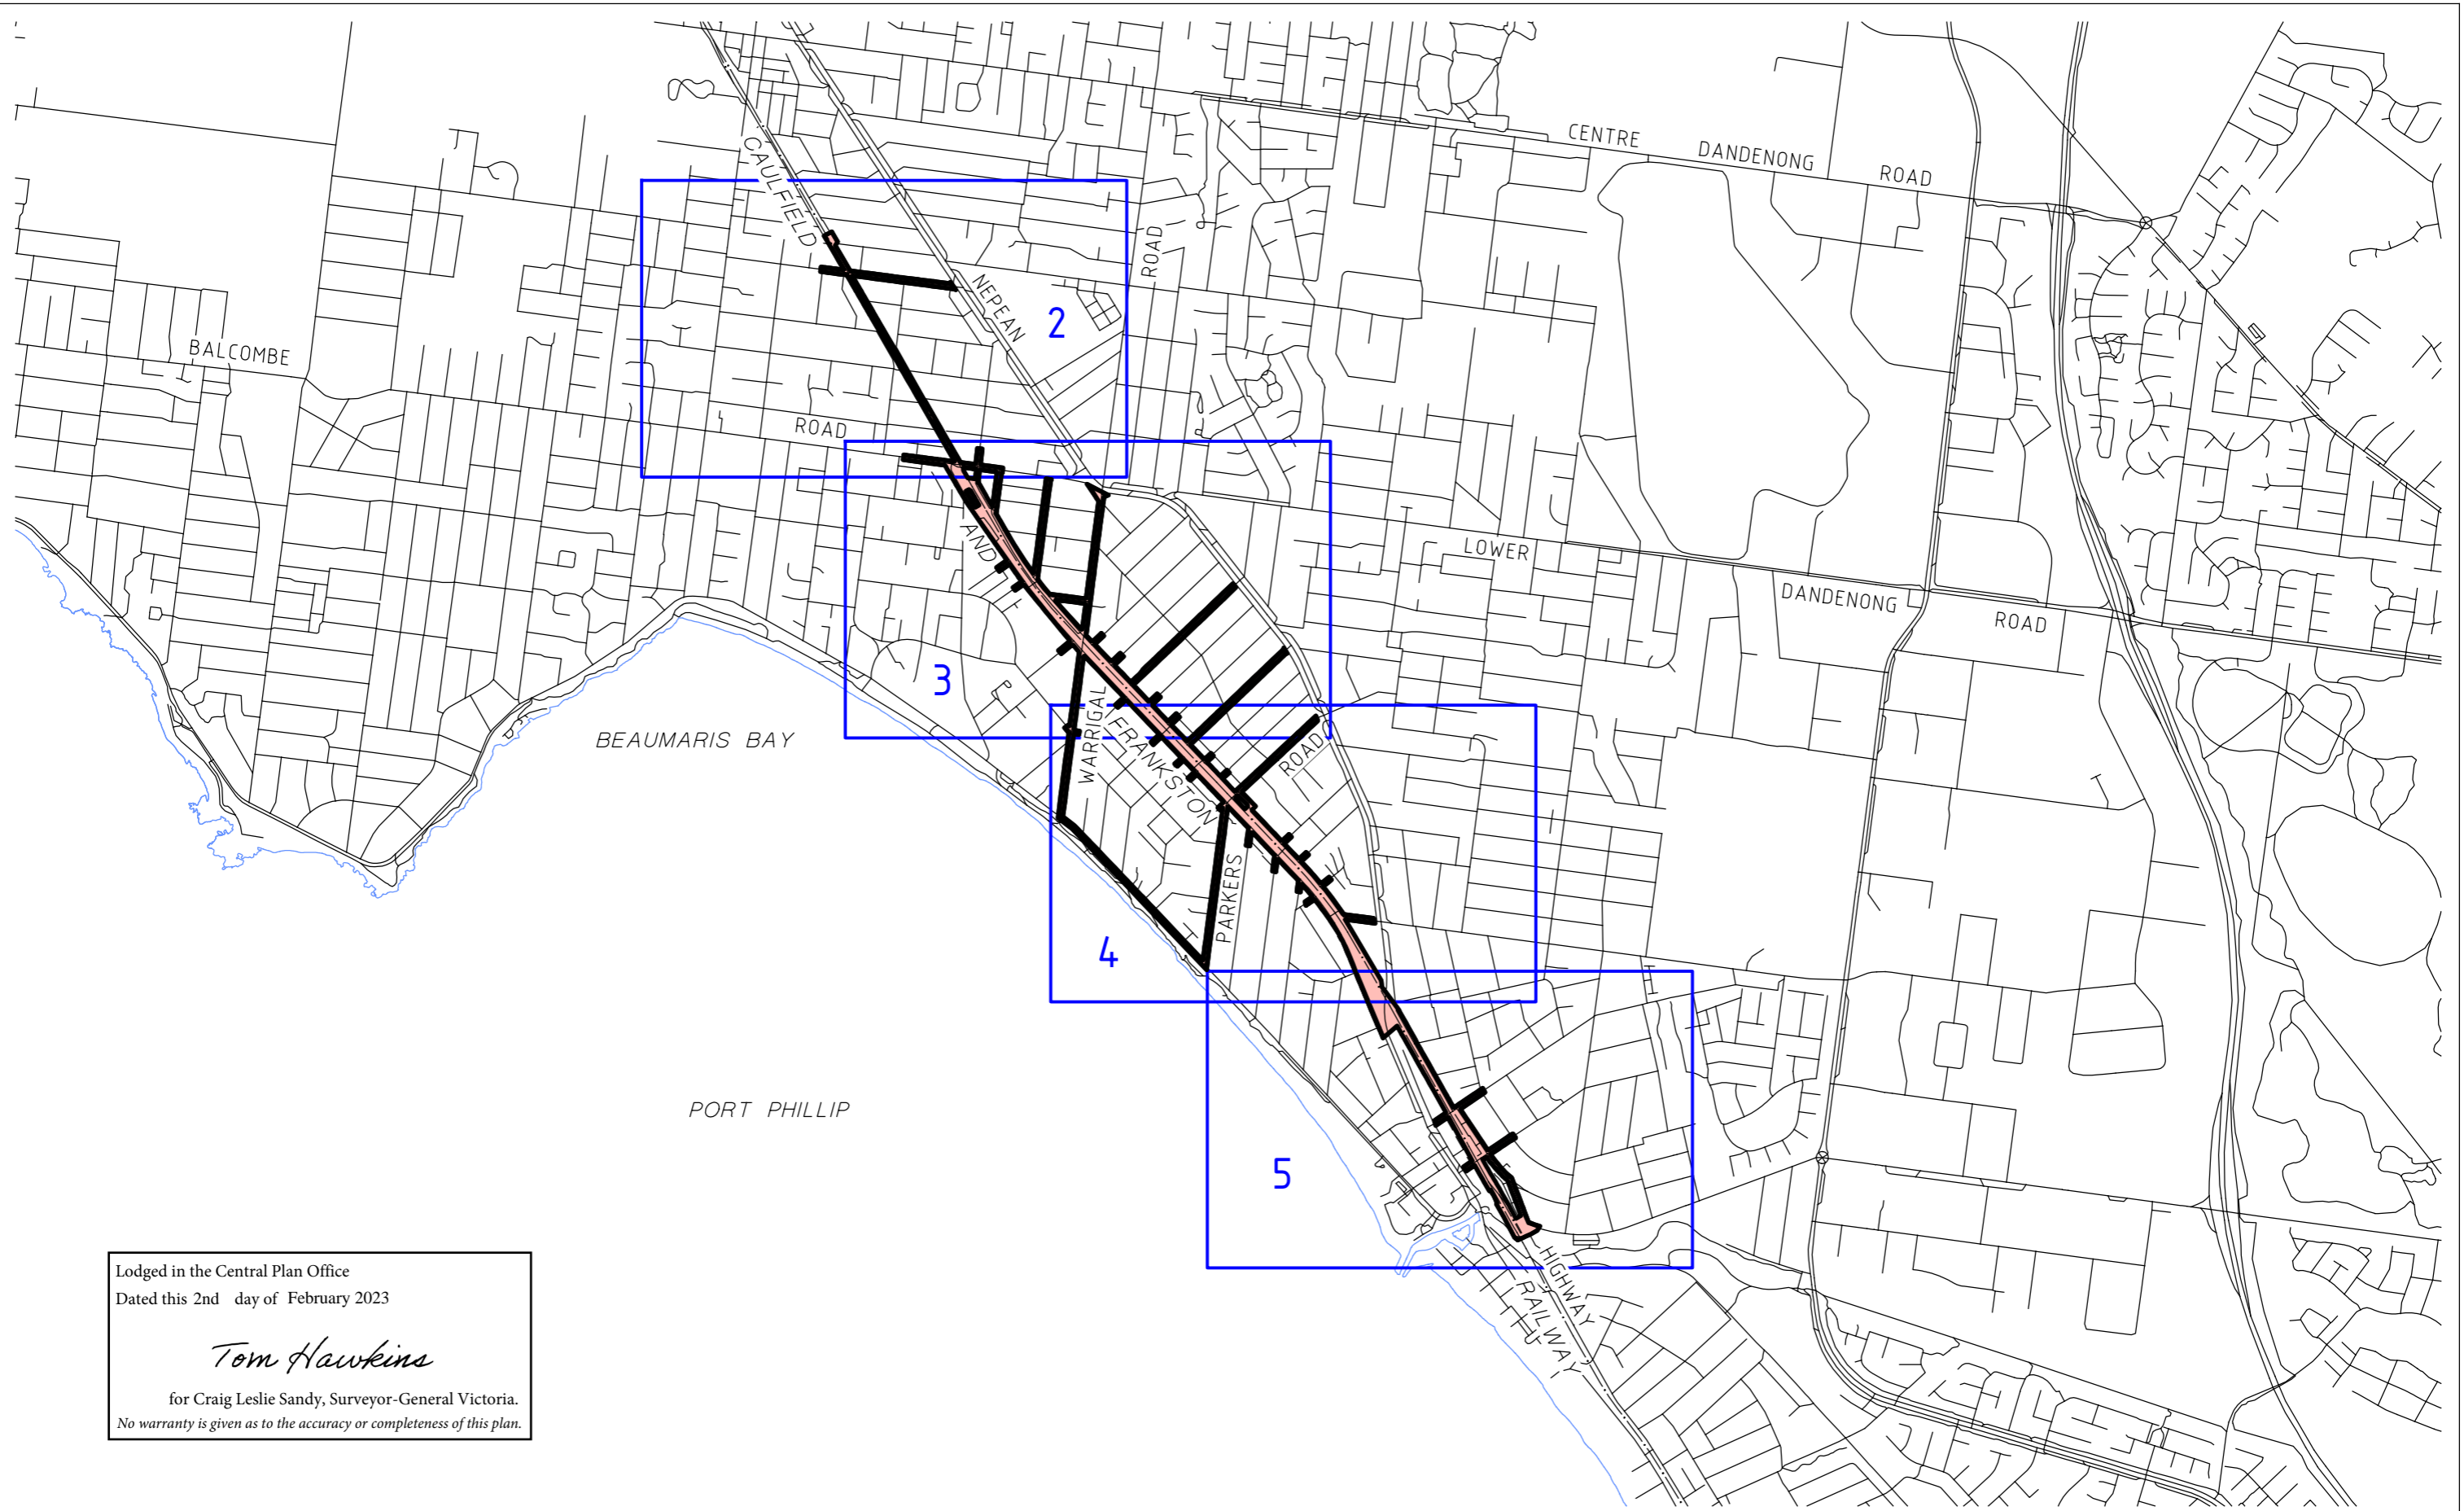 CENTRE DANDENONG ROAD
CAULFIELD
ROAD
NEPEAN
2
BALCOMBE
ROAD
AND
LOWER
DANDENONG
ROAD
3
WARRIGAL
FRANKSTON
ROAD
BEAUMARIS BAY
PARKERS
4
PORT PHILLIP
5
HIGHWAY
RAILWAY
Lodged in the Central Plan Office
Dated this 2nd day of February 2023
Tom Hawkins
for Craig Leslie Sandy, Surveyor-General Victoria.
No warranty is given as to the accuracy or completeness of this plan.